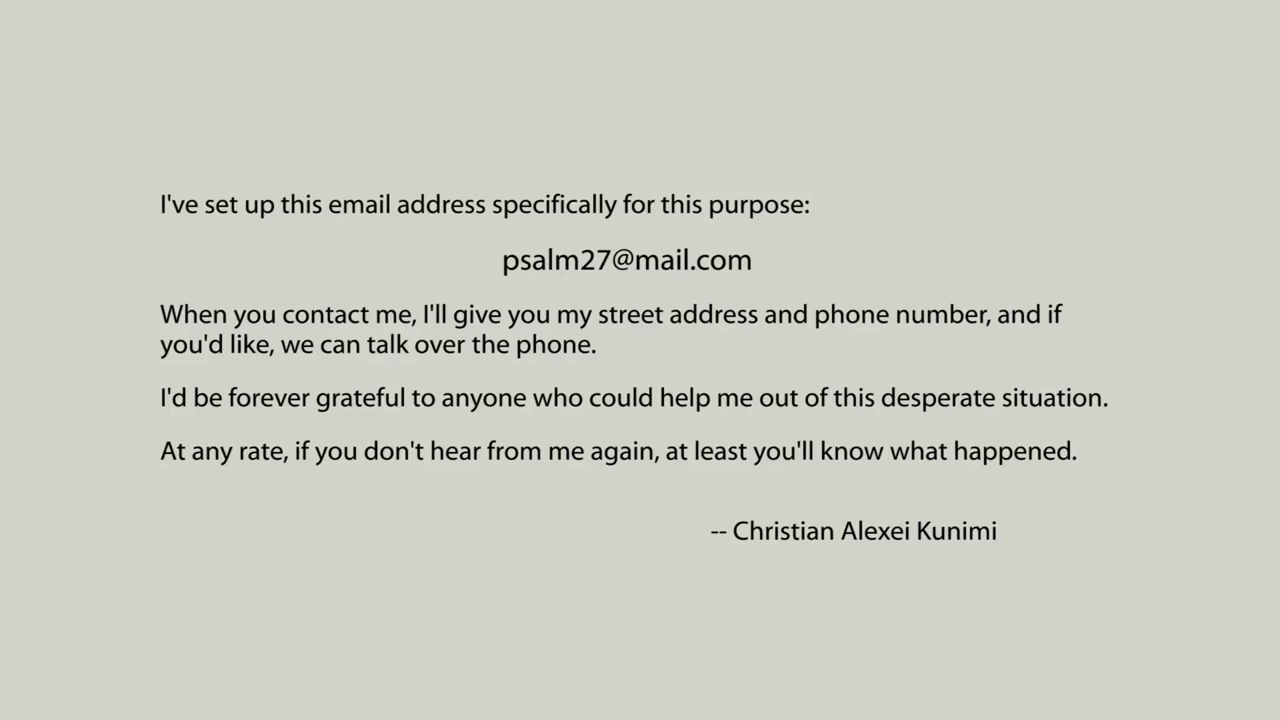 I've set up this email address specifically for this purpose:
psalm27@mail.com
When you contact me, I'll give you my street address and phone number, and if
you'd like, we can talk over the phone.
I'd be forever grateful to anyone who could help me out of this desperate situation.
At any rate, if you don't hear from me again, at least you'll know what happened.
-- Christian Alexei Kunimi